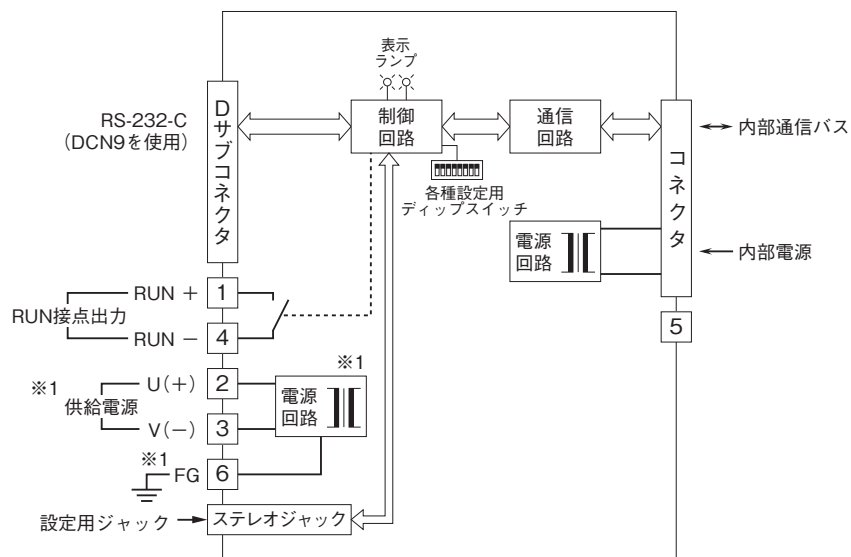 表示
ランプ
RS-232-C
(DCN9を使用)
Dサブコネクタ
制御
回路
通信
回路
コネクタ
内部通信バス
各種設定用
ディップスイッチ
電源
回路
内部電源
RUN接点出力
RUN +
1
RUN −
4
5
※1
供給電源
U(+)
2
V(−)
3
※1
電源
回路
※1
FG
6
設定用ジャック
ステレオジャック